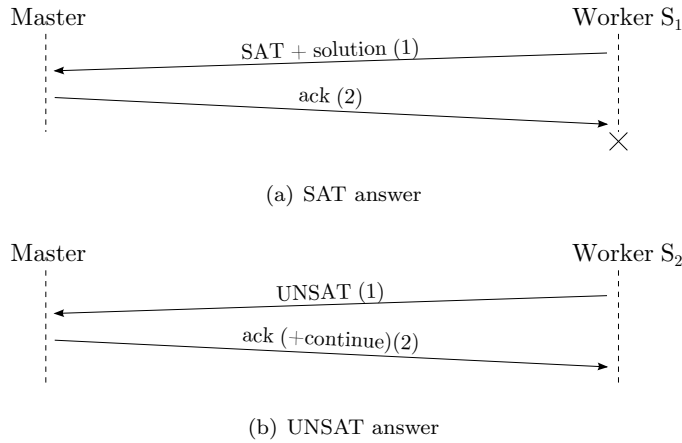 Master Worker S₁
SAT + solution (1)
ack (2)
(a) SAT answer
Master Worker S₂
UNSAT (1)
ack (+continue)(2)
(b) UNSAT answer